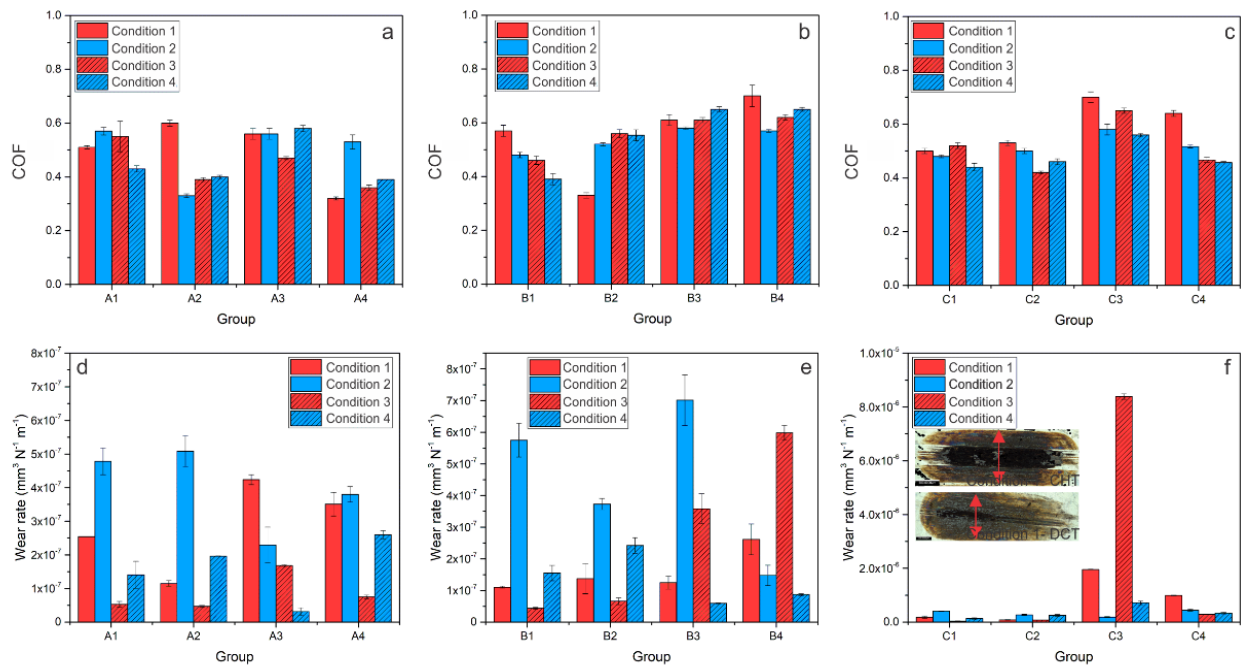 a
Condition 1
Condition 2
Condition 3
Condition 4
1.0
0.8
0.6
0.4
0.2
0.0
COF
A1 A2 A3 A4
Group
b
Condition 1
Condition 2
Condition 3
Condition 4
1.0
0.8
0.6
0.4
0.2
0.0
COF
B1 B2 B3 B4
Group
c
Condition 1
Condition 2
Condition 3
Condition 4
1.0
0.8
0.6
0.4
0.2
0.0
COF
C1 C2 C3 C4
Group
d
Condition 1
Condition 2
Condition 3
Condition 4
8x10⁻⁷
7x10⁻⁷
6x10⁻⁷
5x10⁻⁷
4x10⁻⁷
3x10⁻⁷
2x10⁻⁷
1x10⁻⁷
0
Wear rate (mm³ N⁻¹ m⁻¹)
A1 A2 A3 A4
Group
e
Condition 1
Condition 2
Condition 3
Condition 4
8x10⁻⁷
7x10⁻⁷
6x10⁻⁷
5x10⁻⁷
4x10⁻⁷
3x10⁻⁷
2x10⁻⁷
1x10⁻⁷
0
Wear rate (mm³ N⁻¹ m⁻¹)
B1 B2 B3 B4
Group
f
Condition 1
Condition 2
Condition 3
Condition 4
1.0x10⁻⁵
8.0x10⁻⁶
6.0x10⁻⁶
4.0x10⁻⁶
2.0x10⁻⁶
0.0
Wear rate (mm³ N⁻¹ m⁻¹)
Condition CHT
Condition 1- DCT
C1 C2 C3 C4
Group